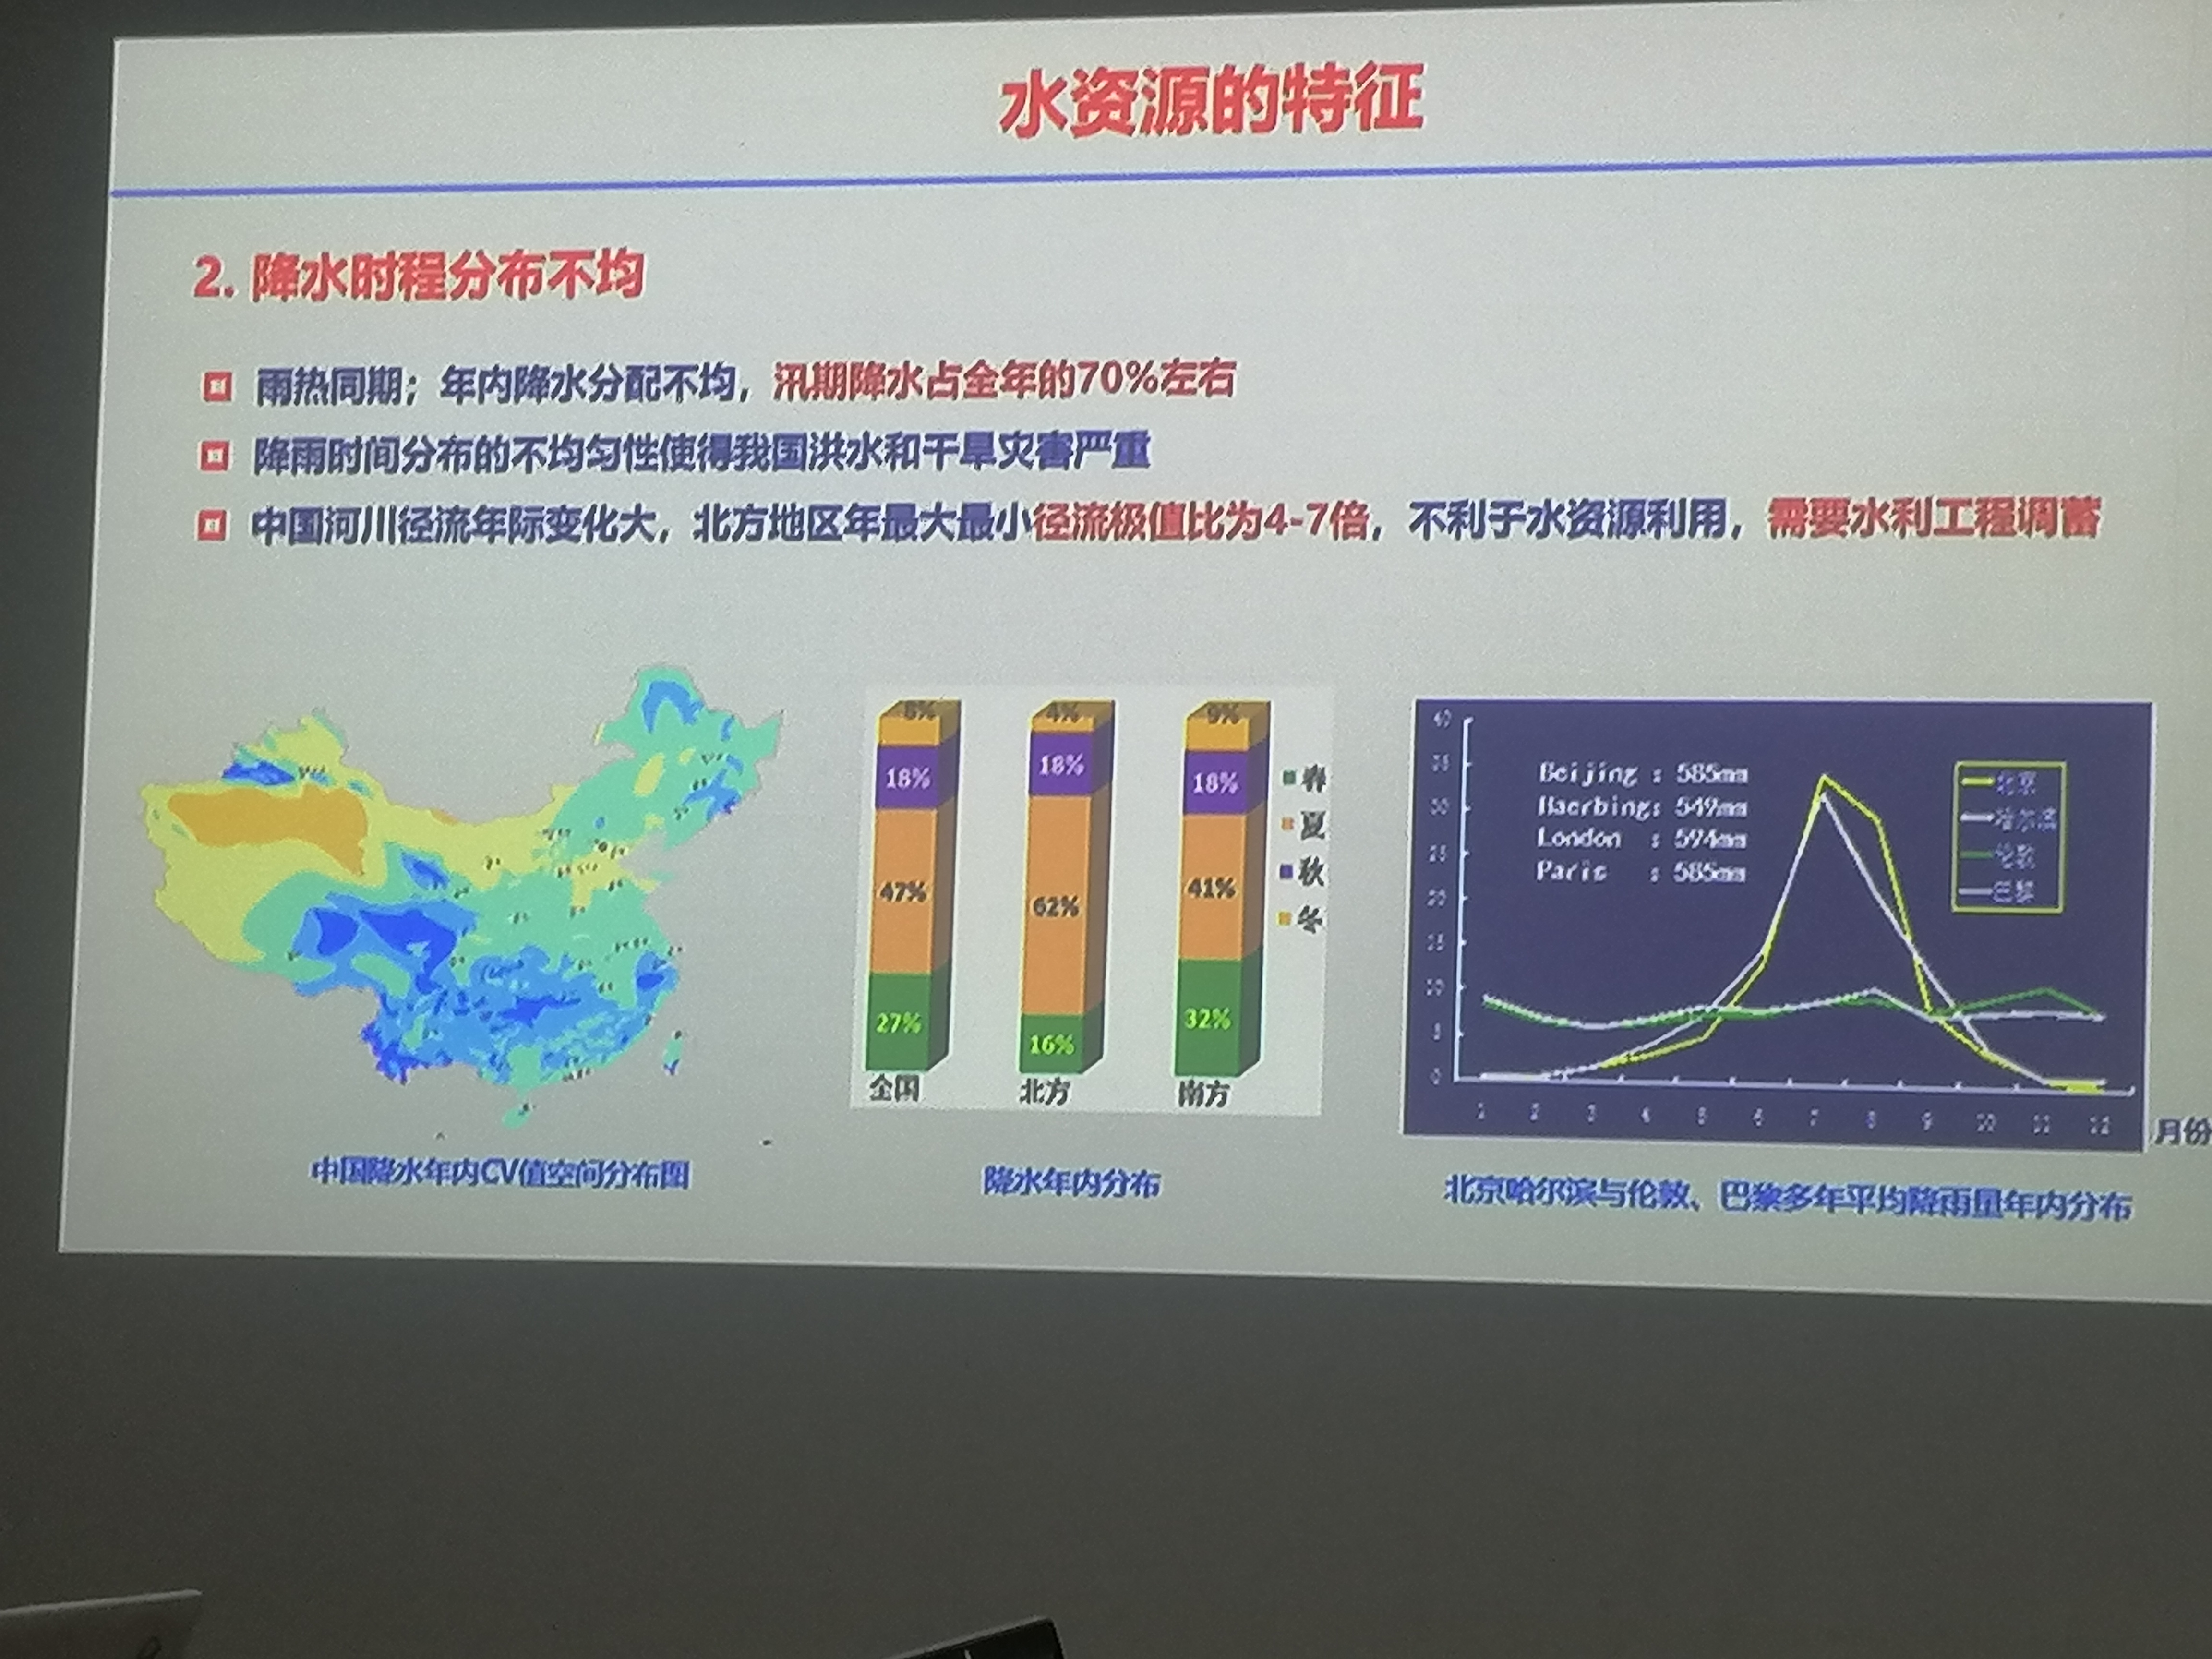 水资源的特征
2. 降水时程分布不均
雨热同期；年内降水分配不均，汛期降水占全年的70%左右
降雨时间分布的不均匀性使得我国洪水和干旱灾害严重
中国河川径流年际变化大，北方地区年最大最小径流极值比为4-7倍，不利于水资源利用，需要水利工程调蓄
中国降水年内CV值空间分布图
8% 4% 9%
18% 18% 18%
47% 62% 41%
27% 16% 32%
全国 北方 南方
春
夏
秋
冬
降水年内分布
40
35
30
25
20
15
10
5
0
Beijing : 585mm
Haerbing: 549mm
London : 594mm
Paris : 585mm
北京
哈尔滨
伦敦
巴黎
1 2 3 4 5 6 7 8 9 10 11 12
月份
北京哈尔滨与伦敦、巴黎多年平均降雨量年内分布